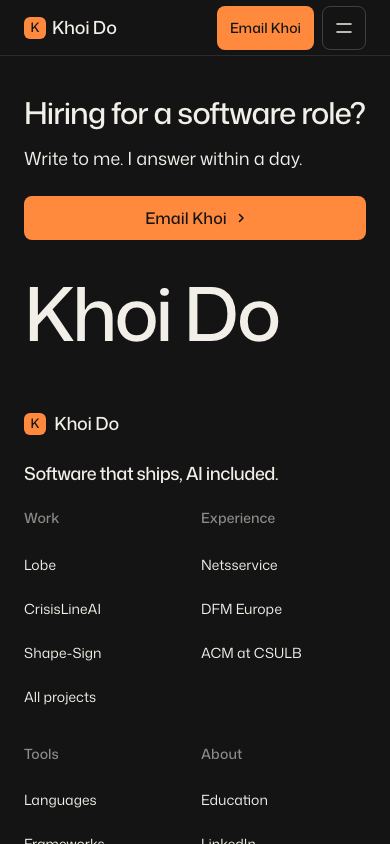 K Khoi Do
Email Khoi
Hiring for a software role?
Write to me. I answer within a day.
Email Khoi
Khoi Do
K Khoi Do
Software that ships, AI included.
Work
Experience
Lobe
Netsservice
CrisisLineAI
DFM Europe
Shape-Sign
ACM at CSULB
All projects
Tools
About
Languages
Education
Frameworks
LinkedIn